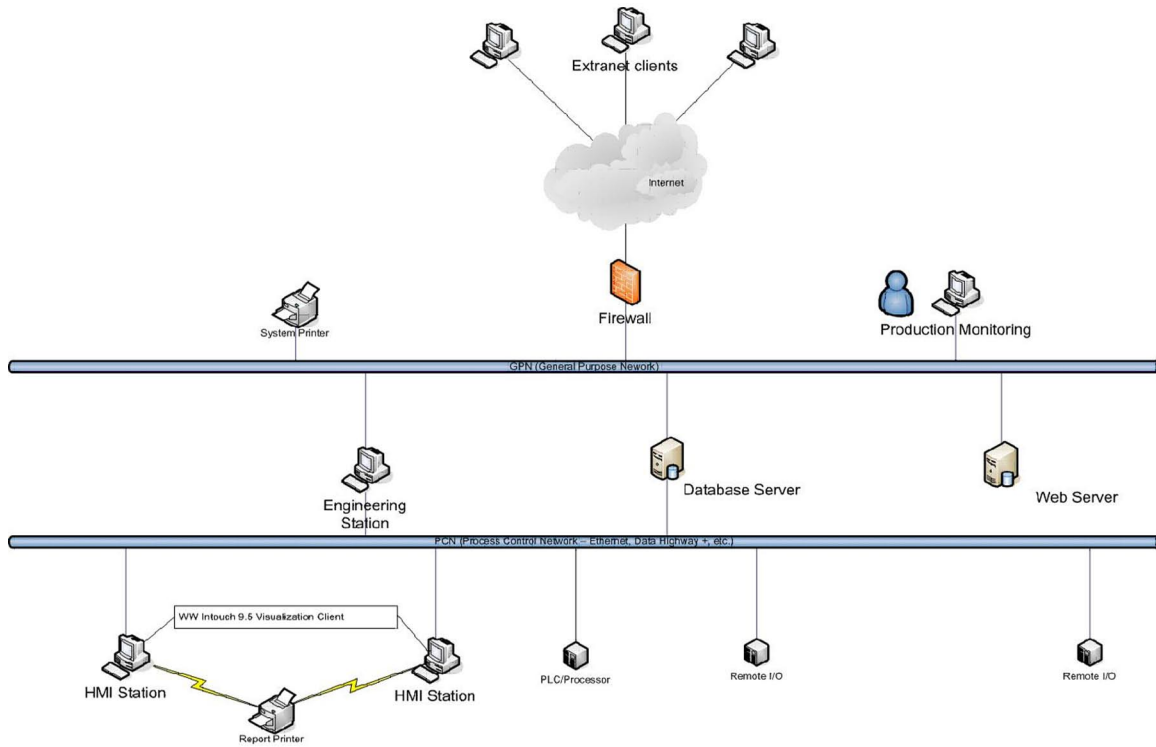 Extranet clients
Internet
Firewall
System Printer
Production Monitoring
GPN (General Purpose Nework)
Engineering
Station
Database Server
Web Server
PCN (Process Control Network – Ethernet, Data Highway +, etc.)
WW Intouch 9.5 Visualization Client
HMI Station
HMI Station
PLC/Processor
Remote I/O
Remote I/O
Report Printer